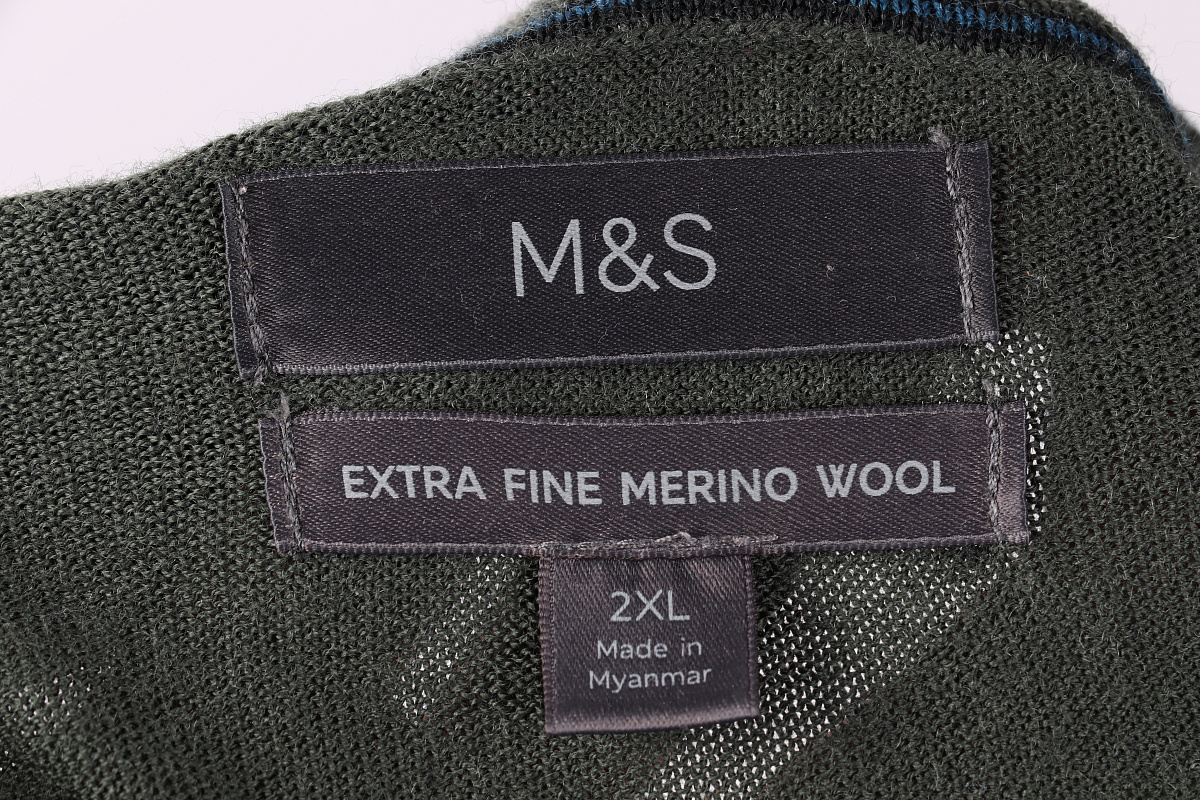 M&S
EXTRA FINE MERINO WOOL
2XL
Made in
Myanmar